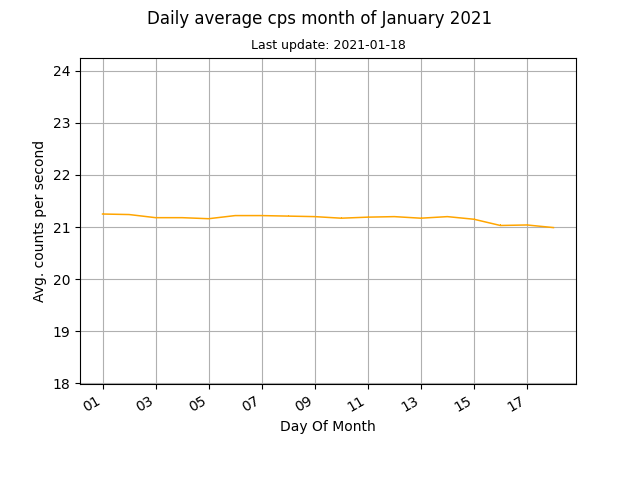 Daily average cps month of January 2021
Last update: 2021-01-18
24
23
22
21
20
19
18
Avg. counts per second
01 03 05 07 09 11 13 15 17
Day Of Month